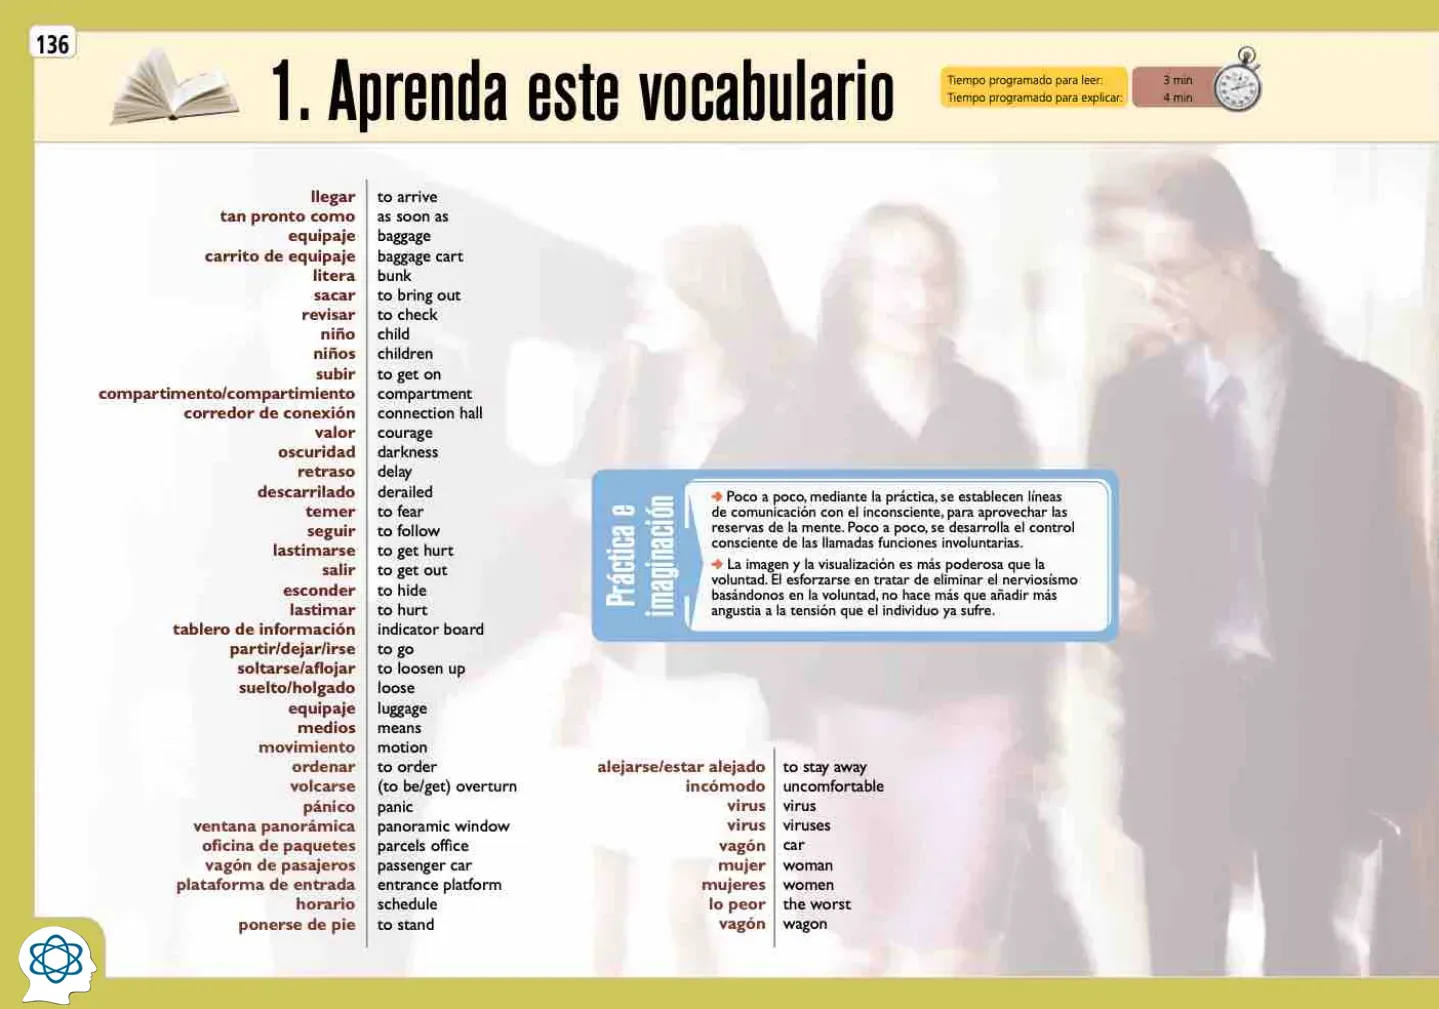 136
1. Aprenda este vocabulario
Tiempo programado para leer: 3 min
Tiempo programado para explicar: 4 min
llegar to arrive
tan pronto como as soon as
equipaje baggage
carrito de equipaje baggage cart
litera bunk
sacar to bring out
revisar to check
niño child
niños children
subir to get on
compartimento/compartimiento compartment
corredor de conexión connection hall
valor courage
oscuridad darkness
retraso delay
descarrilado derailed
temer to fear
seguir to follow
lastimarse to get hurt
salir to get out
esconder to hide
lastimar to hurt
tablero de información indicator board
partir/dejar/irse to go
soltarse/aflojar to loosen up
suelto/holgado loose
equipaje luggage
medios means
movimiento motion
ordenar to order
volcarse (to be/get) overturn
pánico panic
ventana panorámica panoramic window
oficina de paquetes parcels office
vagón de pasajeros passenger car
plataforma de entrada entrance platform
horario schedule
ponerse de pie to stand
Práctica e
imaginación
➔ Poco a poco, mediante la práctica, se establecen líneas
de comunicación con el inconsciente, para aprovechar las
reservas de la mente. Poco a poco, se desarrolla el control
consciente de las llamadas funciones involuntarias.
➔ La imagen y la visualización es más poderosa que la
voluntad. El esforzarse en tratar de eliminar el nerviosísmo
basándonos en la voluntad, no hace más que añadir más
angustia a la tensión que el individuo ya sufre.
alejarse/estar alejado to stay away
incómodo uncomfortable
virus virus
virus viruses
vagón car
mujer woman
mujeres women
lo peor the worst
vagón wagon